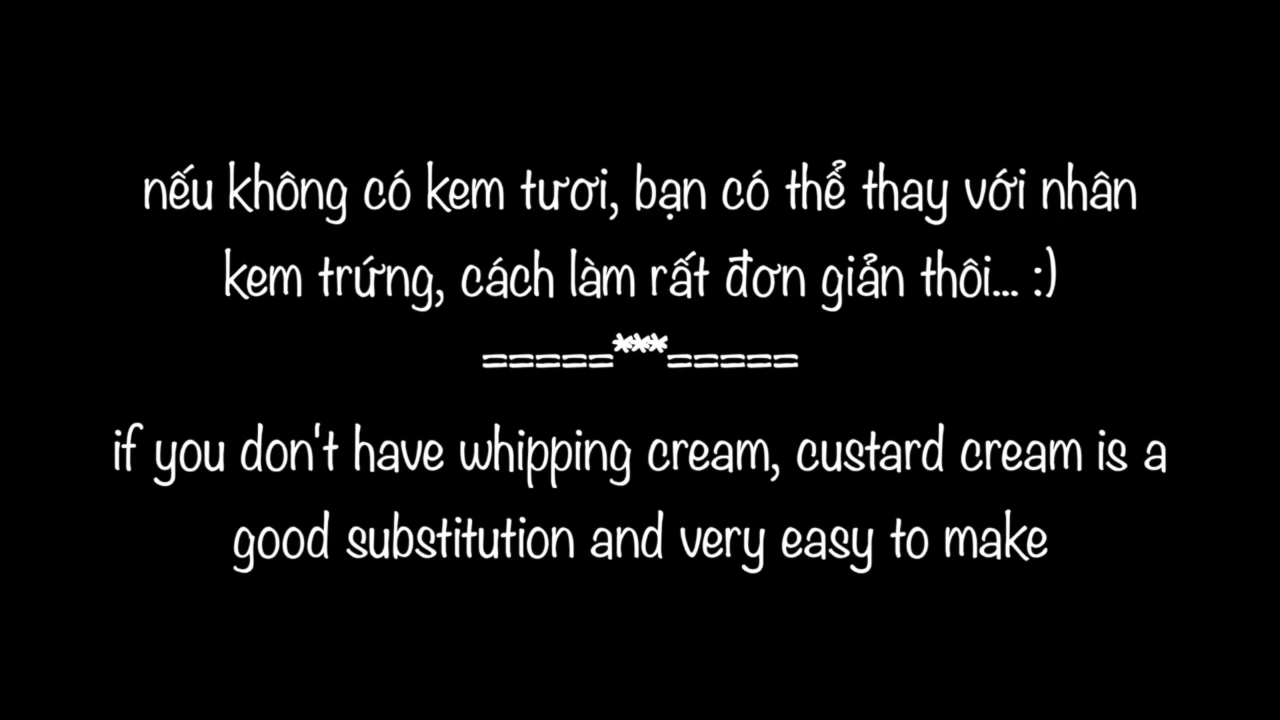 nếu không có kem tươi, bạn có thể thay với nhân
kem trứng, cách làm rất đơn giản thôi... :)
=====***=====
if you don't have whipping cream, custard cream is a
good substitution and very easy to make